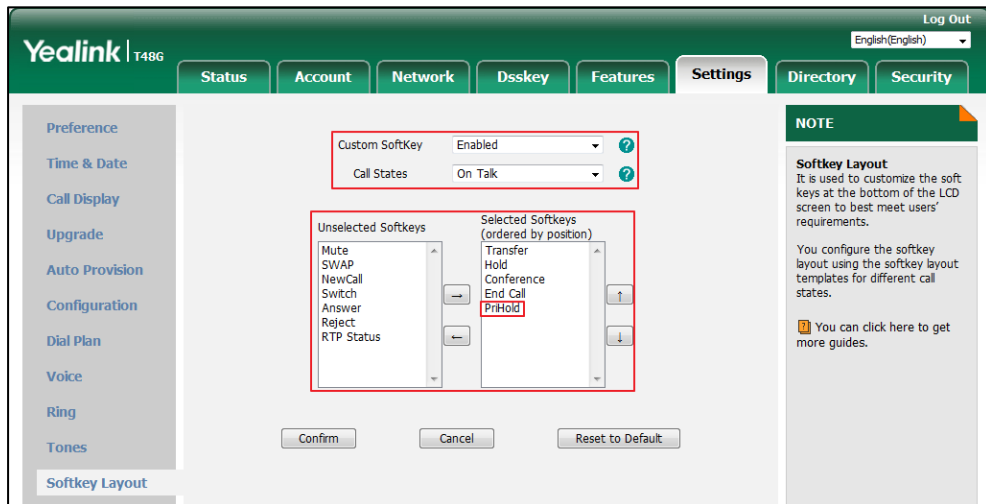 Log Out
Yealink | T48G
English(English)
Status
Account
Network
Dsskey
Features
Settings
Directory
Security
Preference
Time & Date
Call Display
Upgrade
Auto Provision
Configuration
Dial Plan
Voice
Ring
Tones
Softkey Layout
Custom SoftKey
Enabled
?
Call States
On Talk
?
Unselected Softkeys
Mute
SWAP
NewCall
Switch
Answer
Reject
RTP Status
→
←
Selected Softkeys
(ordered by position)
Transfer
Hold
Conference
End Call
PriHold
↑
↓
Confirm
Cancel
Reset to Default
NOTE
Softkey Layout
It is used to customize the soft
keys at the bottom of the LCD
screen to best meet users'
requirements.
You configure the softkey
layout using the softkey layout
templates for different call
states.
? You can click here to get
more guides.